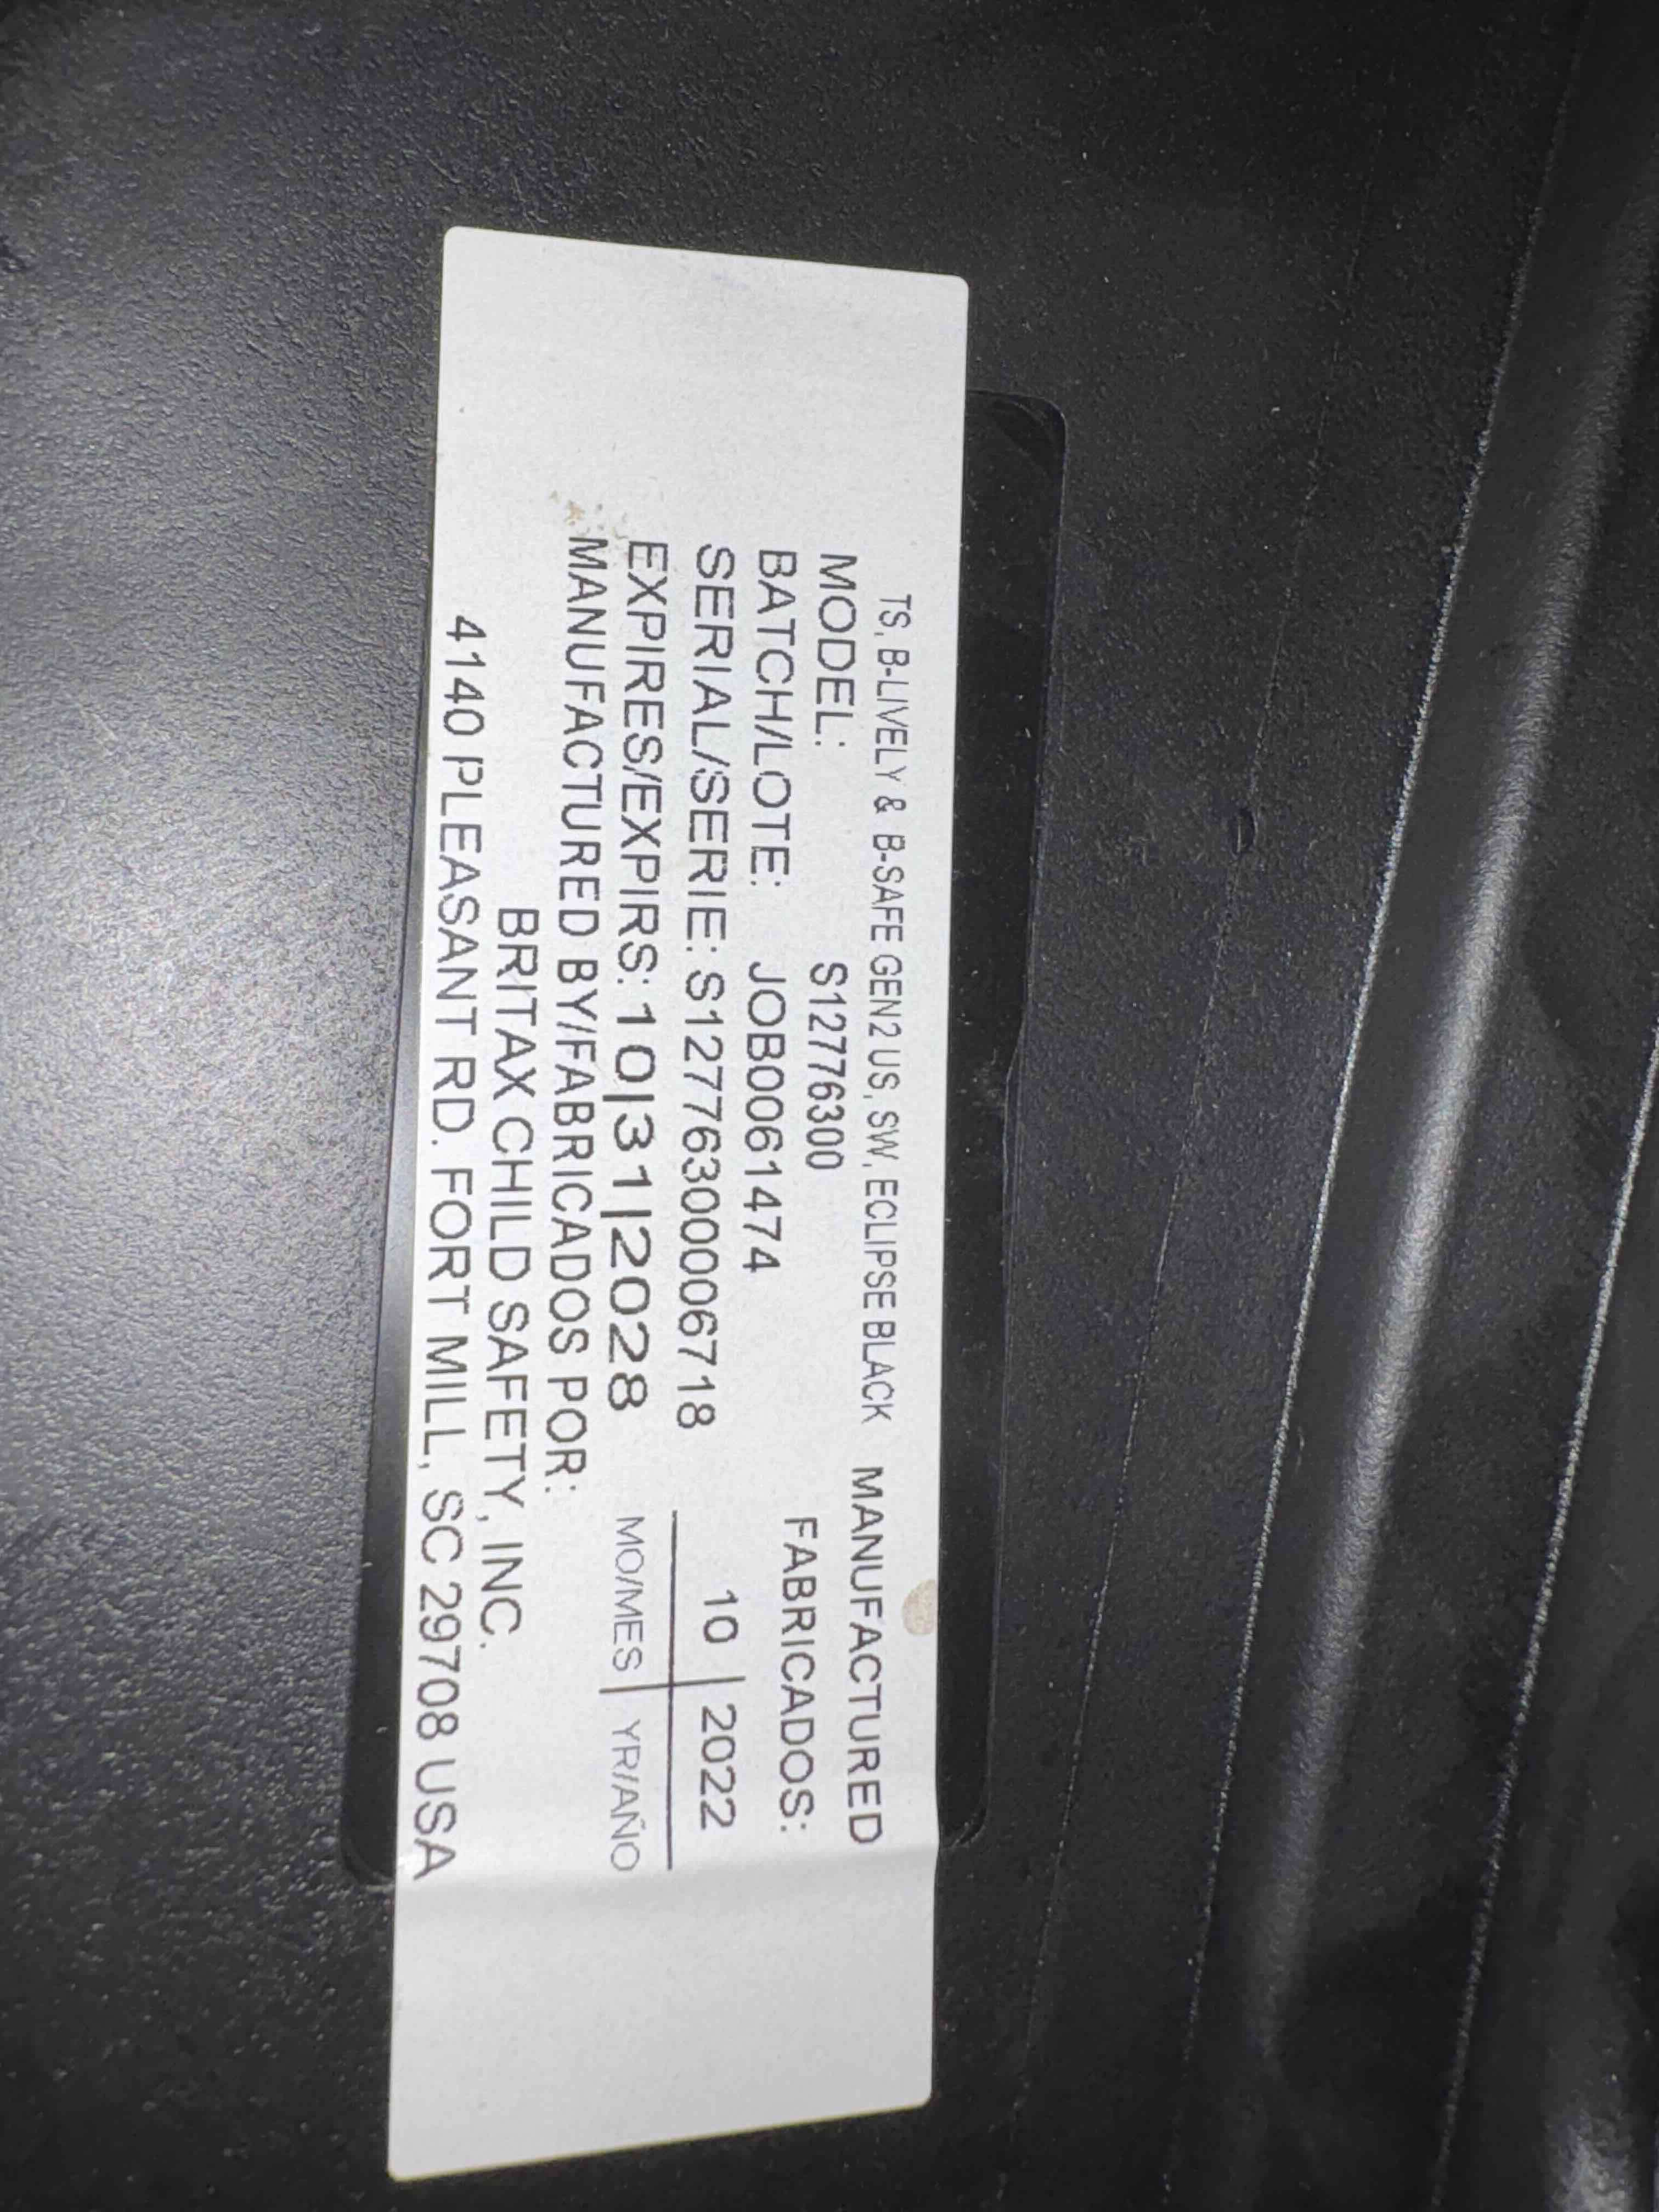 TS, B-LIVELY & B-SAFE GEN2 US, SW, ECLIPSE BLACK
MODEL: S12776300
BATCH/LOTE: JOB0061474
SERIAL/SERIE: S127763000006718
EXPIRES/EXPIRS: 10|31|2028
MANUFACTURED BY/FABRICADOS POR:
BRITAX CHILD SAFETY, INC.
4140 PLEASANT RD. FORT MILL, SC 29708 USA
MANUFACTURED
FABRICADOS:
10 | 2022
MO/MES | YR/AÑO